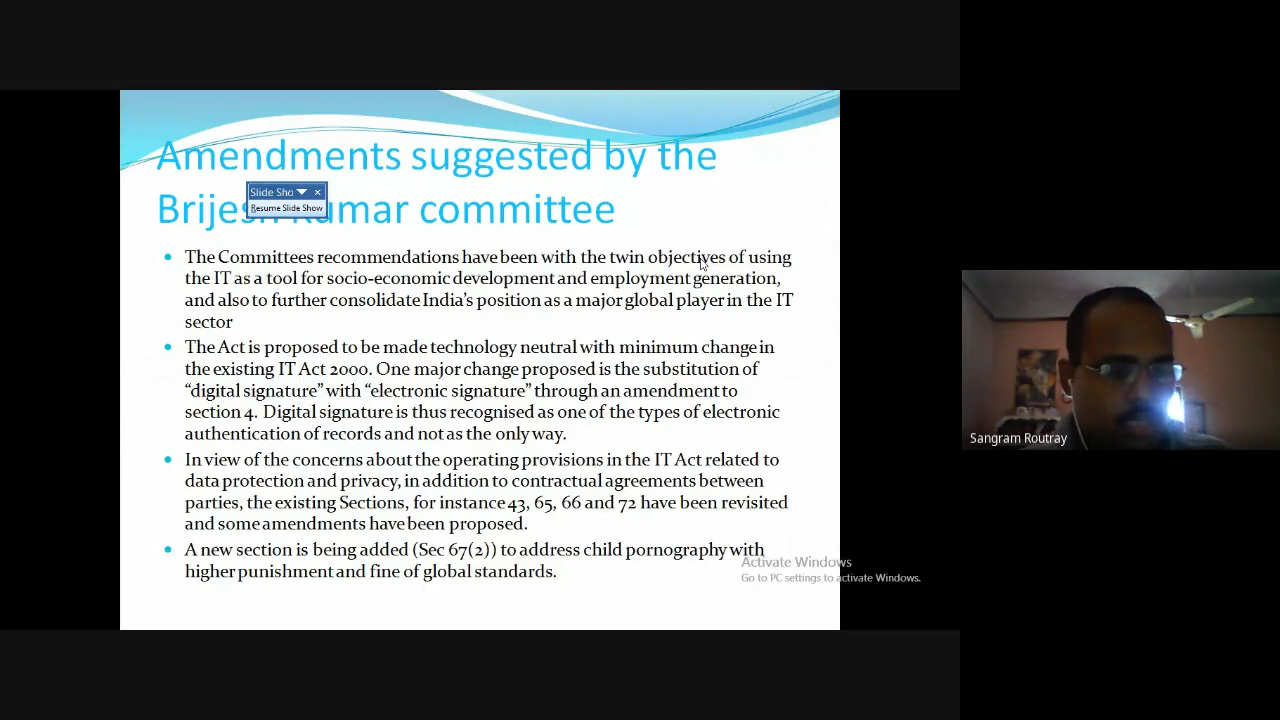 Amendments suggested by the
Brijesh Kumar committee
Slide Sho
Resume Slide Show
The Committees recommendations have been with the twin objectives of using
the IT as a tool for socio-economic development and employment generation,
and also to further consolidate India's position as a major global player in the IT
sector
The Act is proposed to be made technology neutral with minimum change in
the existing IT Act 2000. One major change proposed is the substitution of
“digital signature” with “electronic signature” through an amendment to
section 4. Digital signature is thus recognised as one of the types of electronic
authentication of records and not as the only way.
In view of the concerns about the operating provisions in the IT Act related to
data protection and privacy, in addition to contractual agreements between
parties, the existing Sections, for instance 43, 65, 66 and 72 have been revisited
and some amendments have been proposed.
A new section is being added (Sec 67(2)) to address child pornography with
higher punishment and fine of global standards.
Activate Windows
Go to PC settings to activate Windows.
Sangram Routray